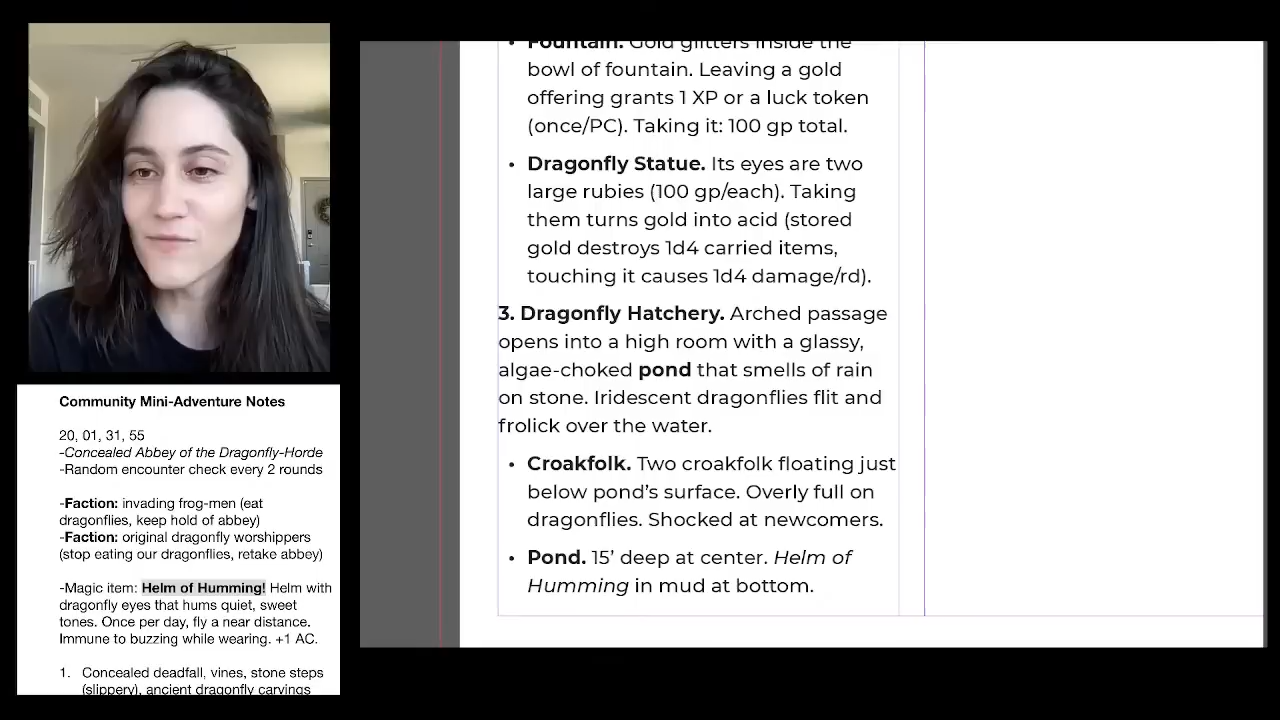 Community Mini-Adventure Notes
20, 01, 31, 55
-Concealed Abbey of the Dragonfly-Horde
-Random encounter check every 2 rounds
-Faction: invading frog-men (eat
dragonflies, keep hold of abbey)
-Faction: original dragonfly worshippers
(stop eating our dragonflies, retake abbey)
-Magic item: Helm of Humming! Helm with
dragonfly eyes that hums quiet, sweet
tones. Once per day, fly a near distance.
Immune to buzzing while wearing. +1 AC.
1. Concealed deadfall, vines, stone steps
(slippery), ancient dragonfly carvings
• Fountain. Gold glitters inside the
bowl of fountain. Leaving a gold
offering grants 1 XP or a luck token
(once/PC). Taking it: 100 gp total.
• Dragonfly Statue. Its eyes are two
large rubies (100 gp/each). Taking
them turns gold into acid (stored
gold destroys 1d4 carried items,
touching it causes 1d4 damage/rd).
3. Dragonfly Hatchery. Arched passage
opens into a high room with a glassy,
algae-choked pond that smells of rain
on stone. Iridescent dragonflies flit and
frolick over the water.
• Croakfolk. Two croakfolk floating just
below pond’s surface. Overly full on
dragonflies. Shocked at newcomers.
• Pond. 15’ deep at center. Helm of
Humming in mud at bottom.